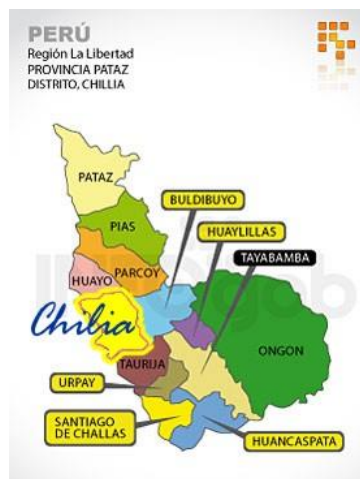 PERÚ
Región La Libertad
PROVINCIA PATAZ
DISTRITO, CHILLIA
PATAZ
BULDIBUYO
PIAS
HUAYLILLAS
PARCOY
TAYABAMBA
HUAYO
Chilia
ONGON
TAURIJA
URPAY
SANTIAGO
DE CHALLAS
HUANCASPATA